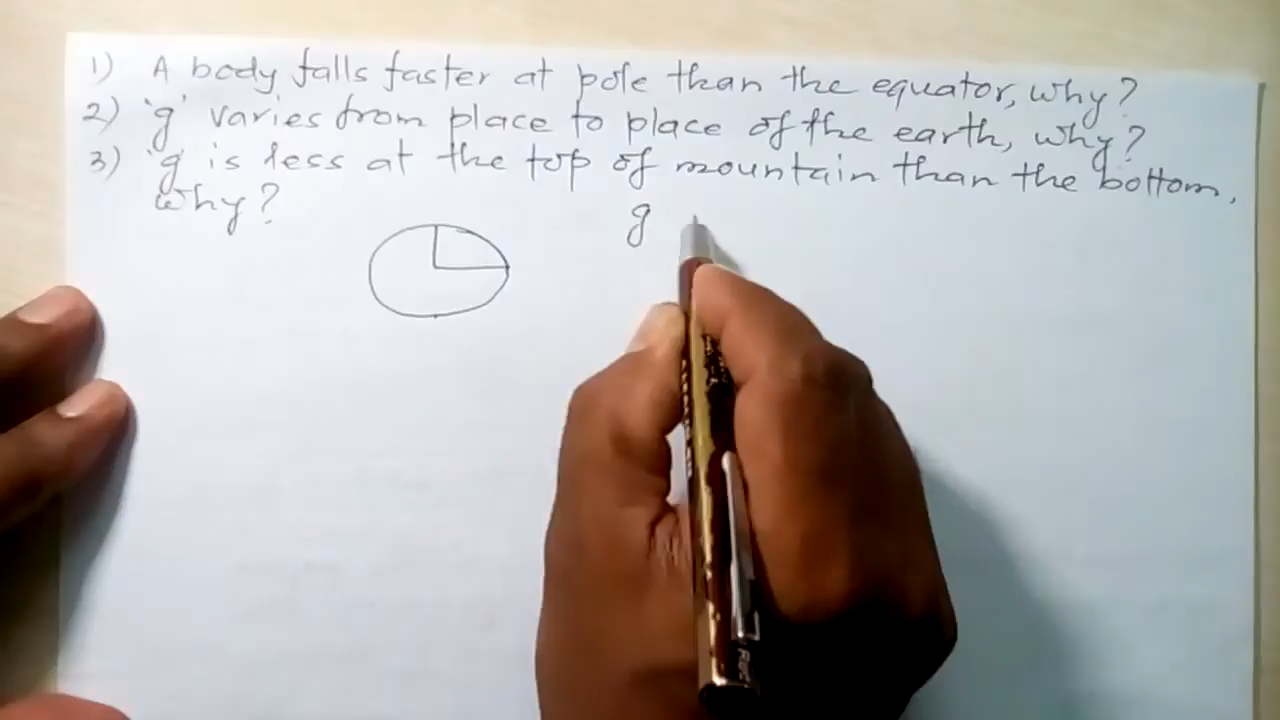 1) A body falls faster at pole than the equator, why?
2) 'g' varies from place to place of the earth, why?
3) 'g' is less at the top of mountain than the bottom,
why?
g